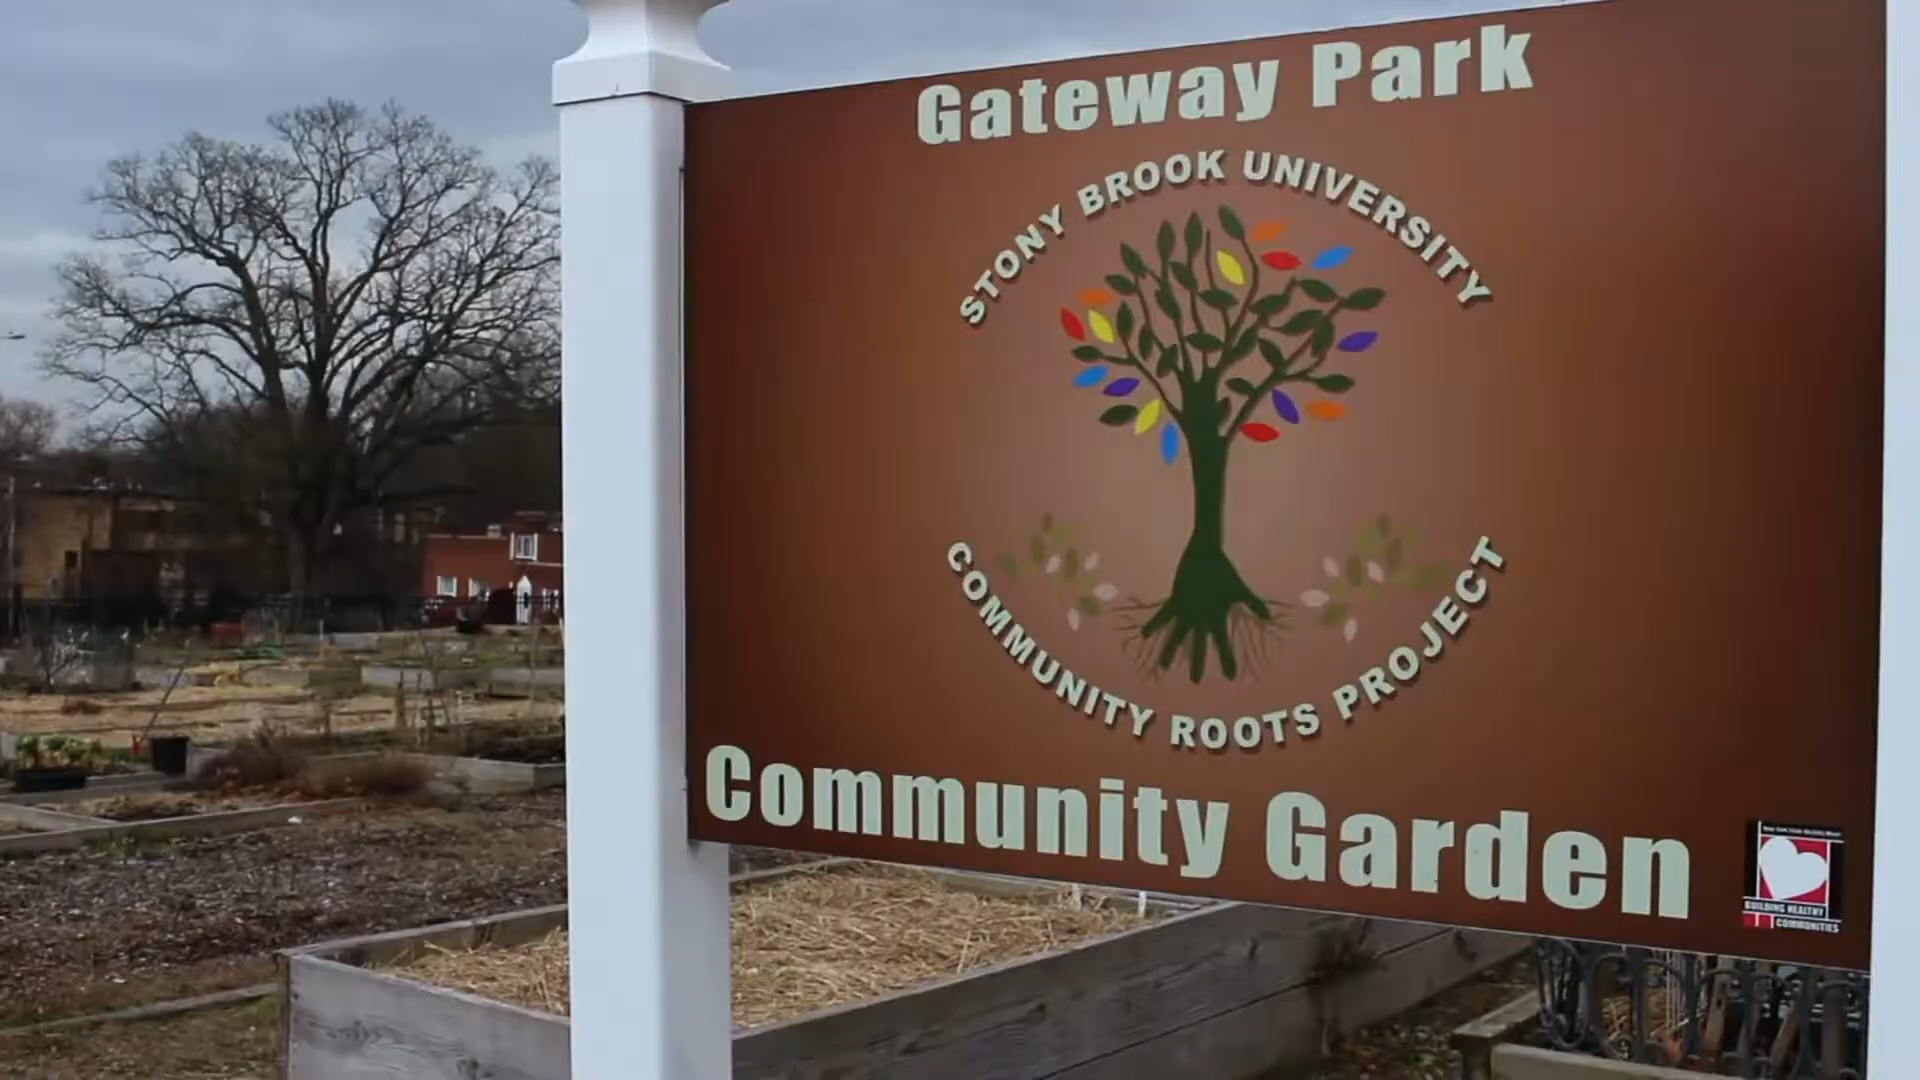 Gateway Park
STONY BROOK UNIVERSITY
COMMUNITY ROOTS PROJECT
Community Garden
BUILDING HEALTHY
COMMUNITIES